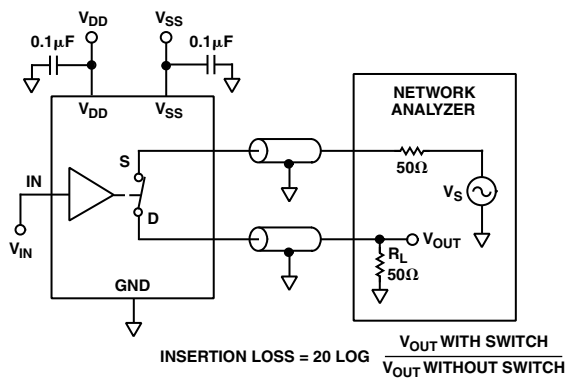 VDD
VSS
0.1μF
0.1μF
VDD
VSS
NETWORK
ANALYZER
S
50Ω
VS
IN
D
VOUT
VIN
RL
50Ω
GND
INSERTION LOSS = 20 LOG VOUT WITH SWITCH
VOUT WITHOUT SWITCH